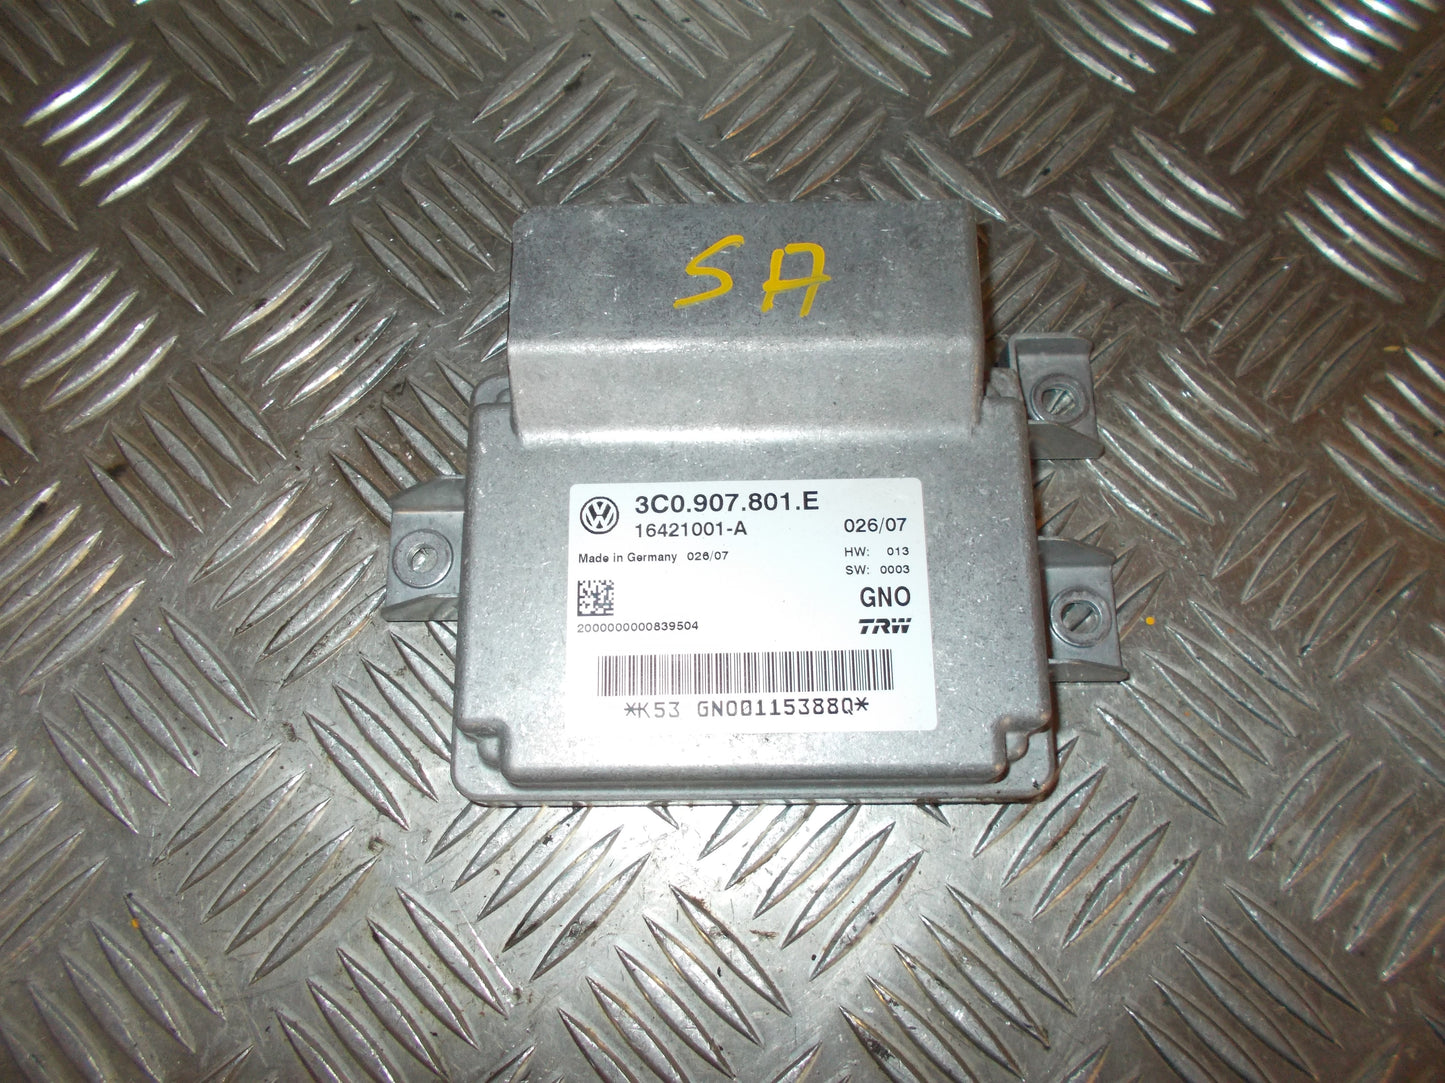 SA
3C0.907.801.E
16421001-A 026/07
Made in Germany 026/07 HW: 013
SW: 0003
GNO
2000000000839504 TRW
*K53 GNO0115388Q*